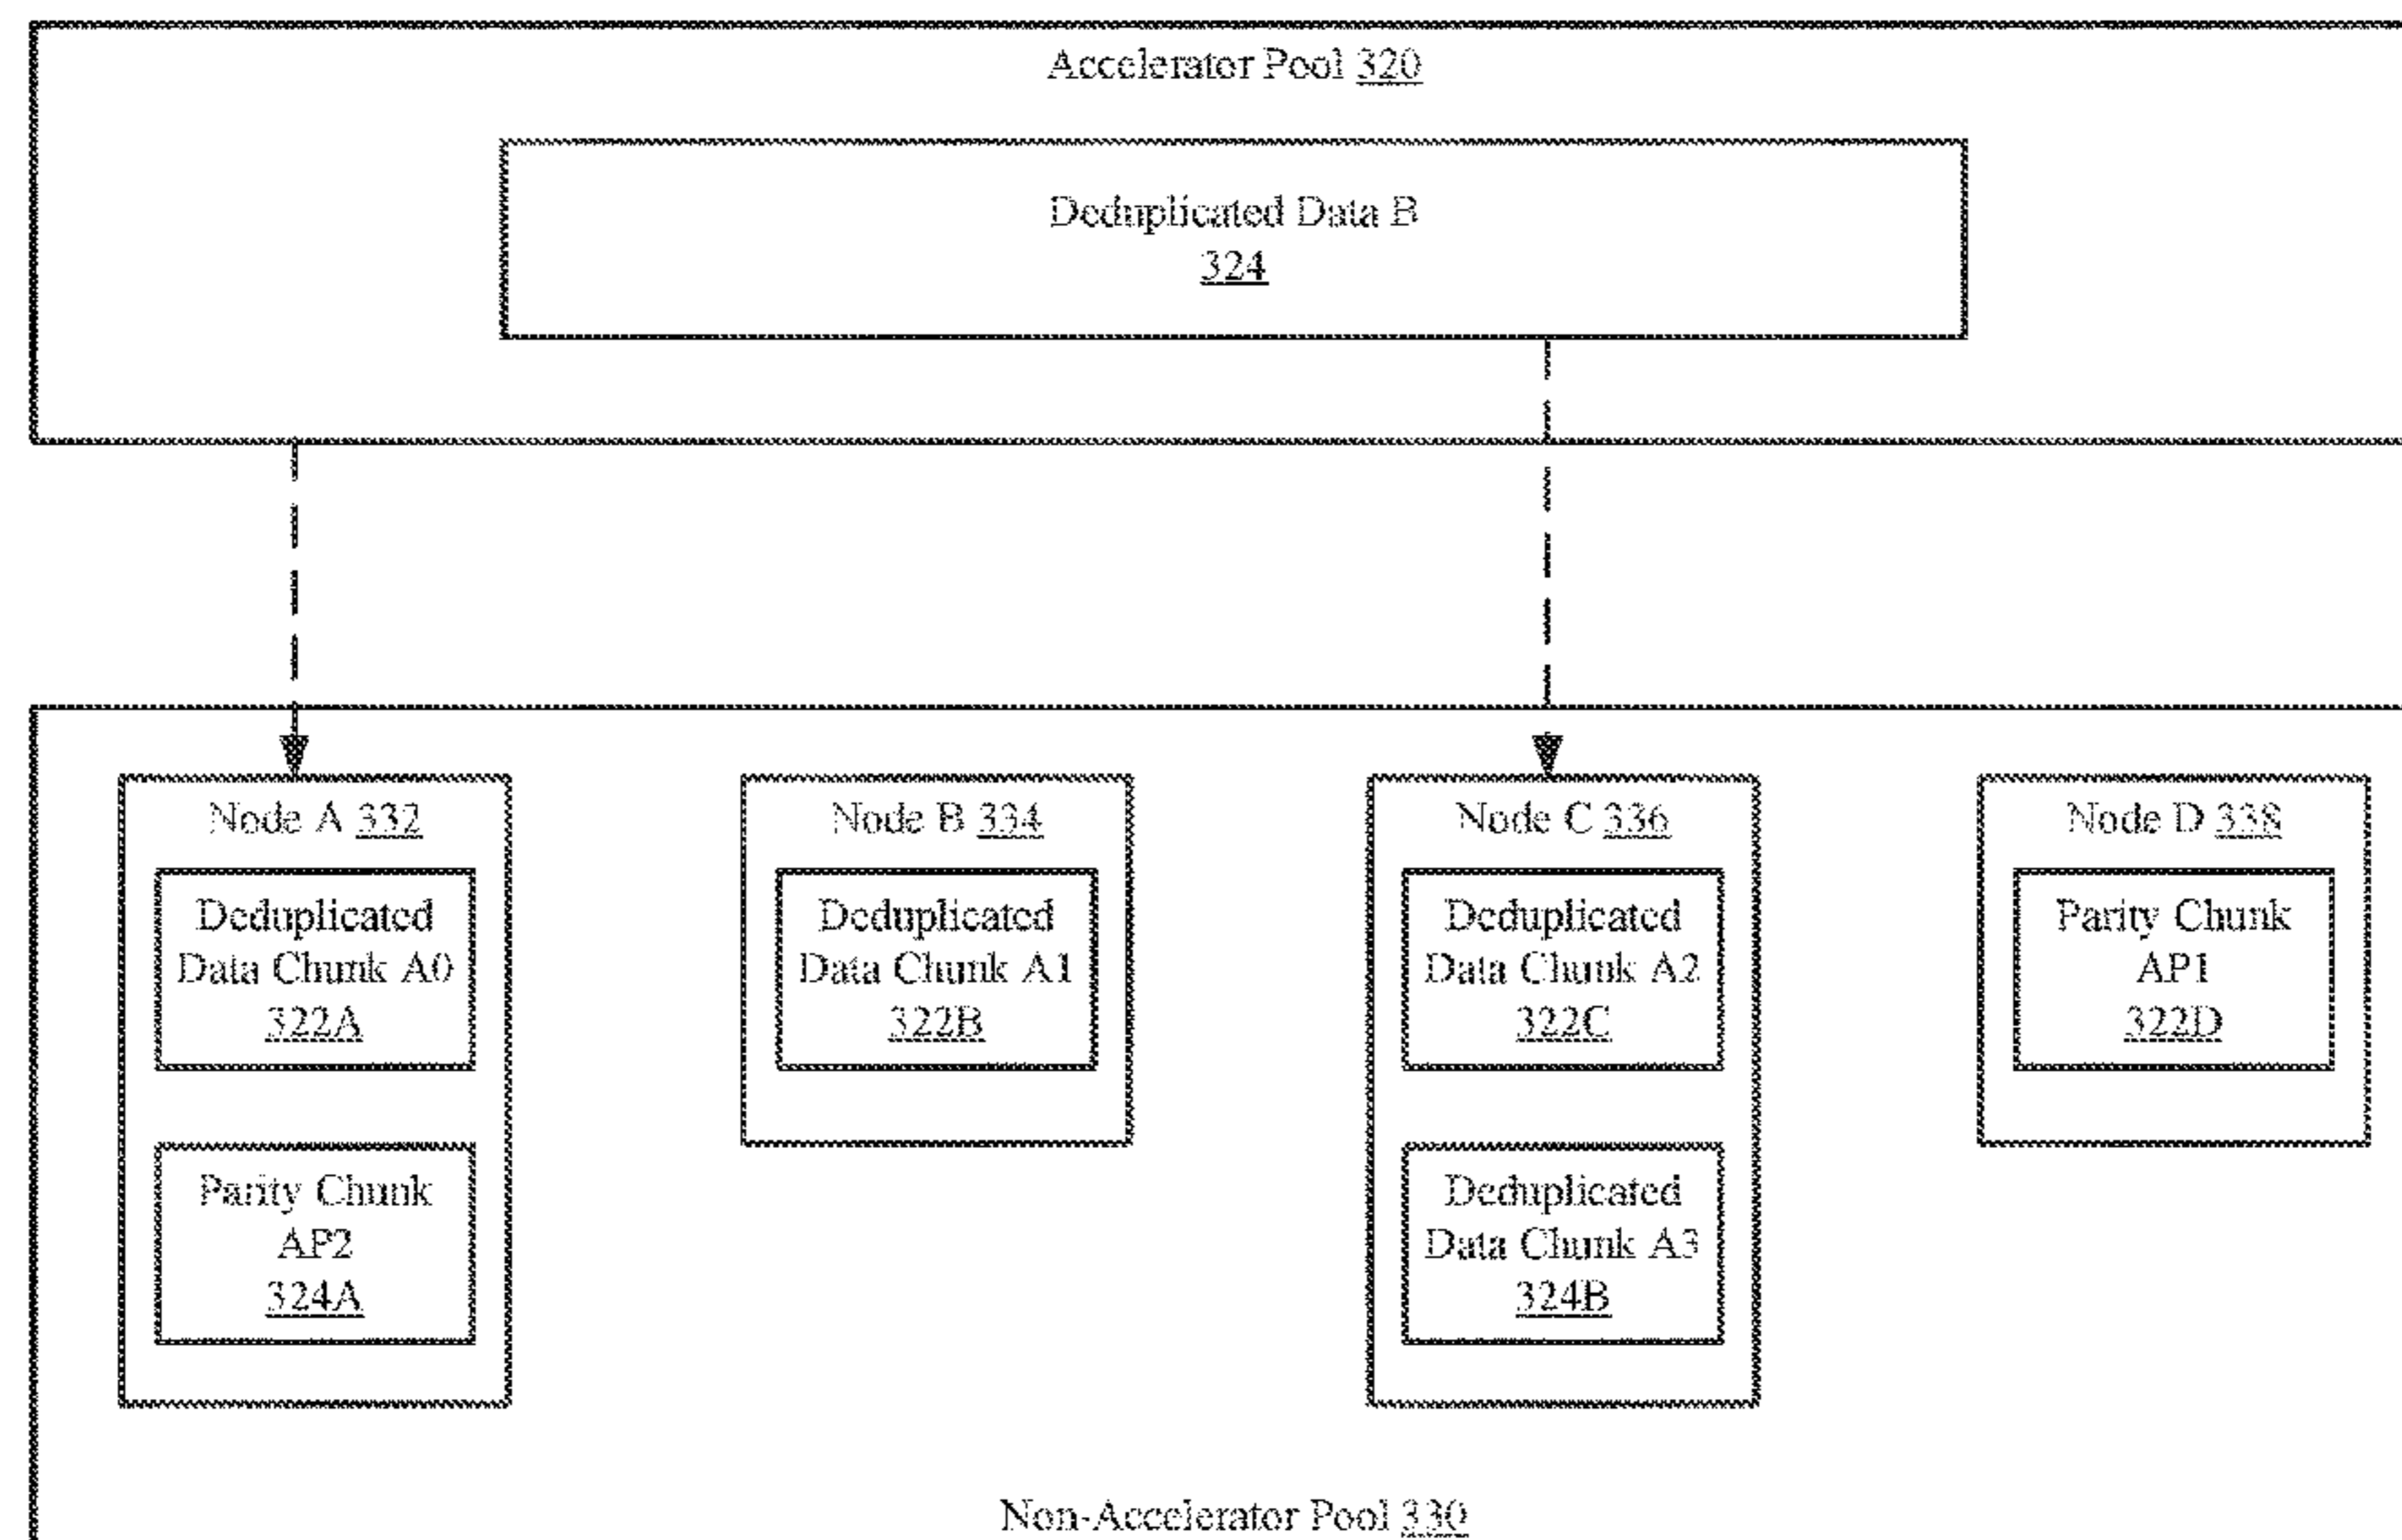 Accelerator Pool 320
Deduplicated Data B
324
Node A 332
Deduplicated
Data Chunk A0
322A
Parity Chunk
AP2
324A
Node B 334
Deduplicated
Data Chunk A1
322B
Node C 336
Deduplicated
Data Chunk A2
322C
Deduplicated
Data Chunk A3
324B
Node D 338
Parity Chunk
AP1
322D
Non-Accelerator Pool 330